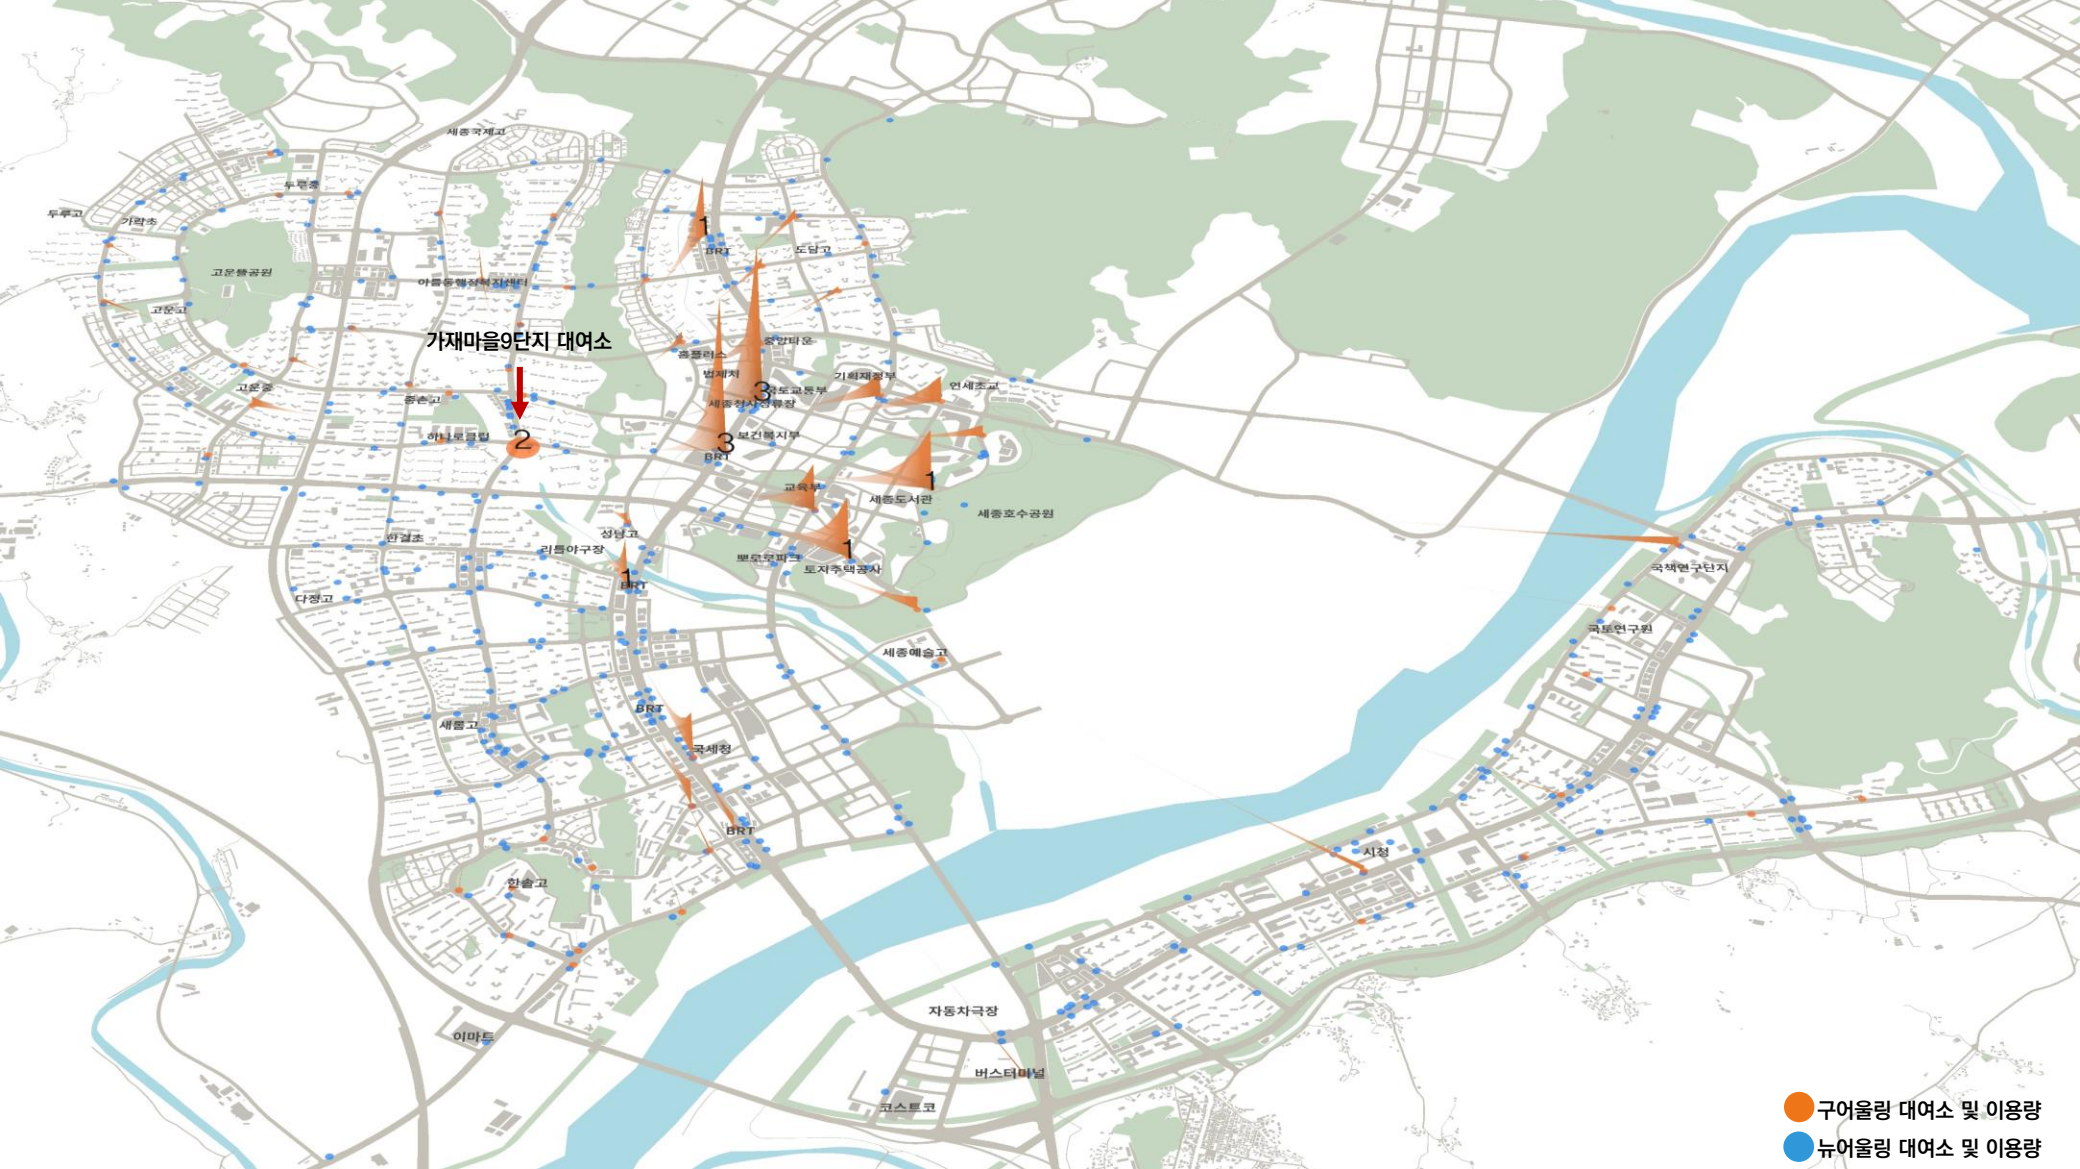 세종국제고
두루중
두루고
가락초
1
BRT
도담고
고운뜰공원
아름동행정복지센터
고운고
가재마을9단지 대여소
중앙타운
홈플러스
법제처
기획재정부
연세초교
고운중
종촌고
3
국토교통부
세종청사정류장
하나로클럽
2
3
보건복지부
BRT
1
교육부
세종도서관
세종호수공원
성남고
한결초
리틀야구장
1
뽀로로파크
토지주택공사
국책연구단지
1
BRT
다정고
국토연구원
세종예술고
BRT
새롬고
국세청
BRT
시청
한솔고
자동차극장
이마트
버스터미널
코스트코
구어울링 대여소 및 이용량
뉴어울링 대여소 및 이용량